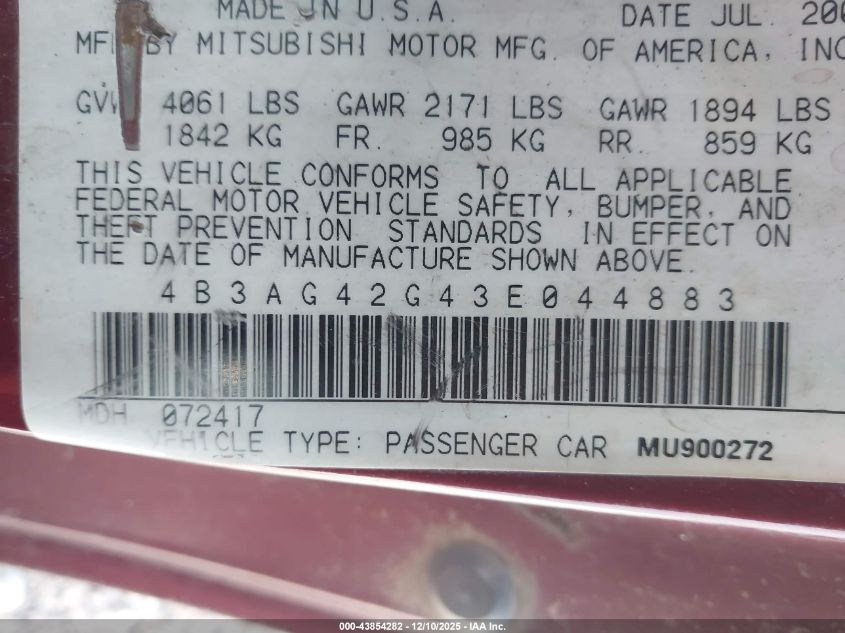 MADE IN U.S.A. DATE JUL. 200
MFD BY MITSUBISHI MOTOR MFG. OF AMERICA, INC
GVW 4061 LBS GAWR 2171 LBS GAWR 1894 LBS
1842 KG FR. 985 KG RR. 859 KG
THIS VEHICLE CONFORMS TO ALL APPLICABLE
FEDERAL MOTOR VEHICLE SAFETY, BUMPER, AND
THEFT PREVENTION STANDARDS IN EFFECT ON
THE DATE OF MANUFACTURE SHOWN ABOVE.
4B3AG42G43E044883
MDH 072417
VEHICLE TYPE: PASSENGER CAR MU900272
000-43854282 - 12/10/2025 - IAA Inc.